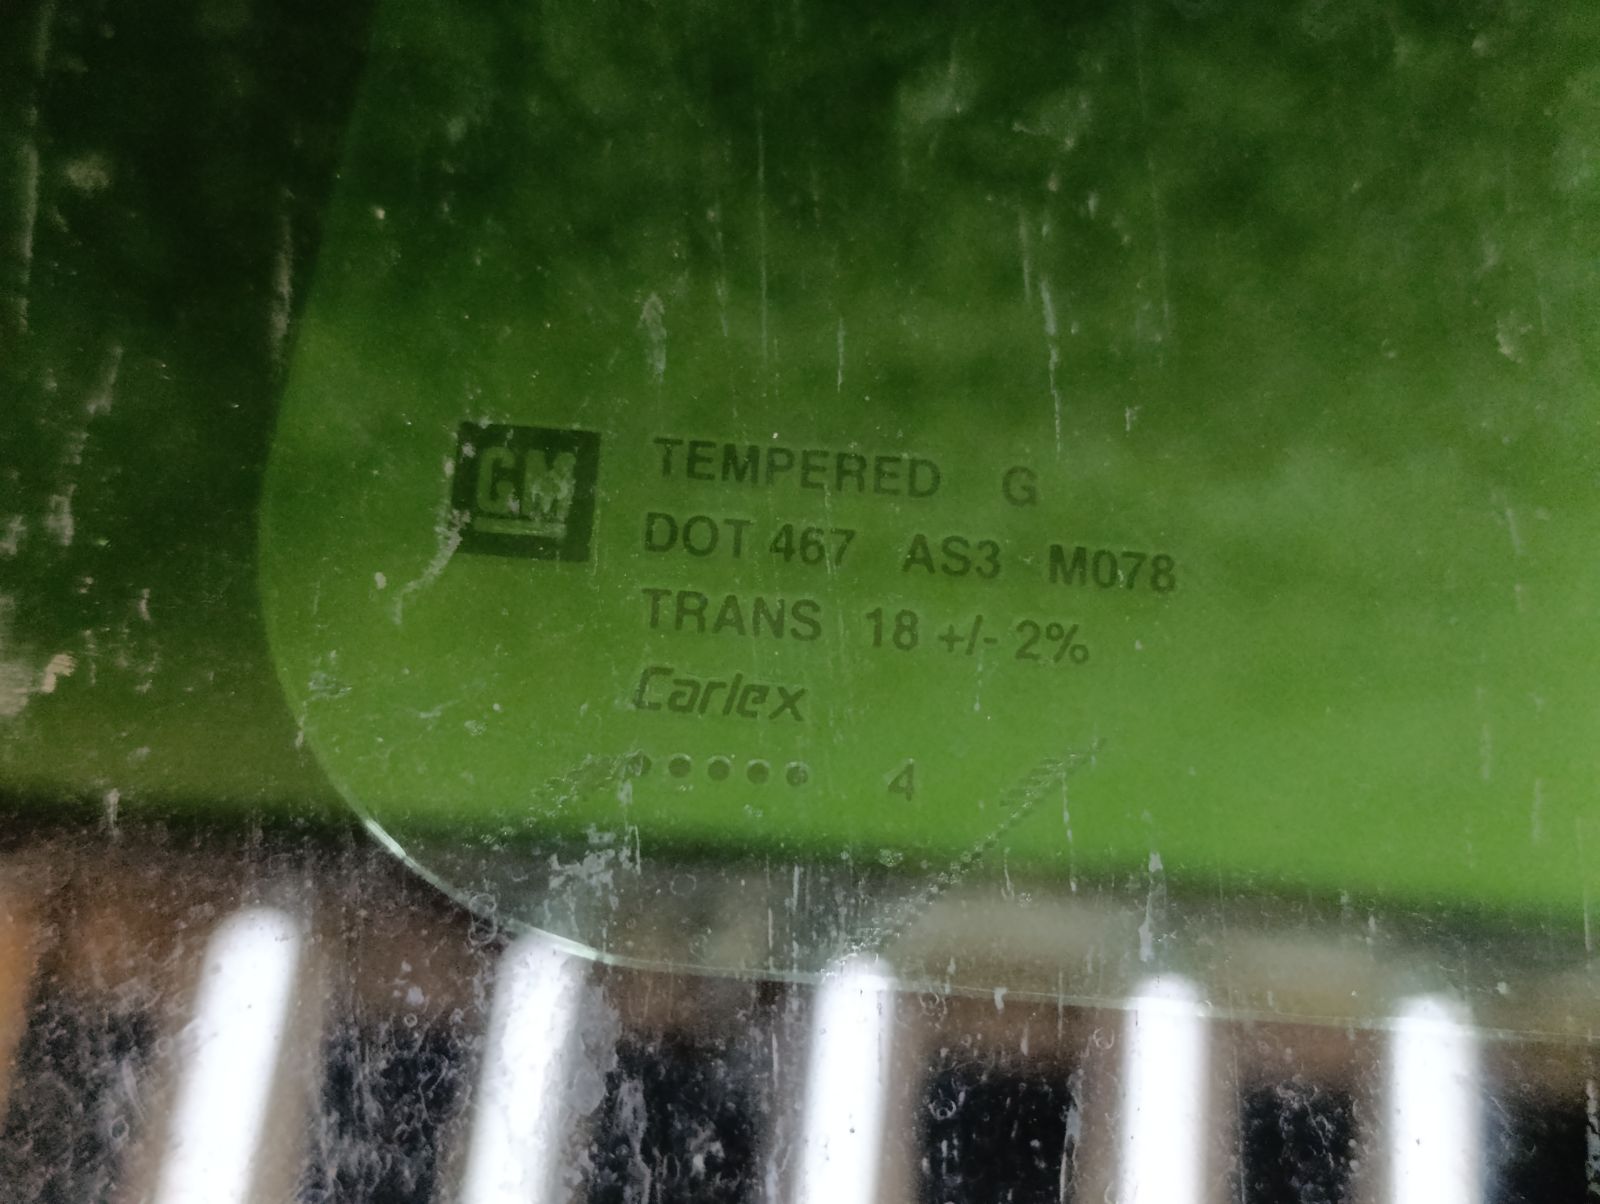 GM
TEMPERED G
DOT 467 AS3 M078
TRANS 18 +/- 2%
Carlex
4